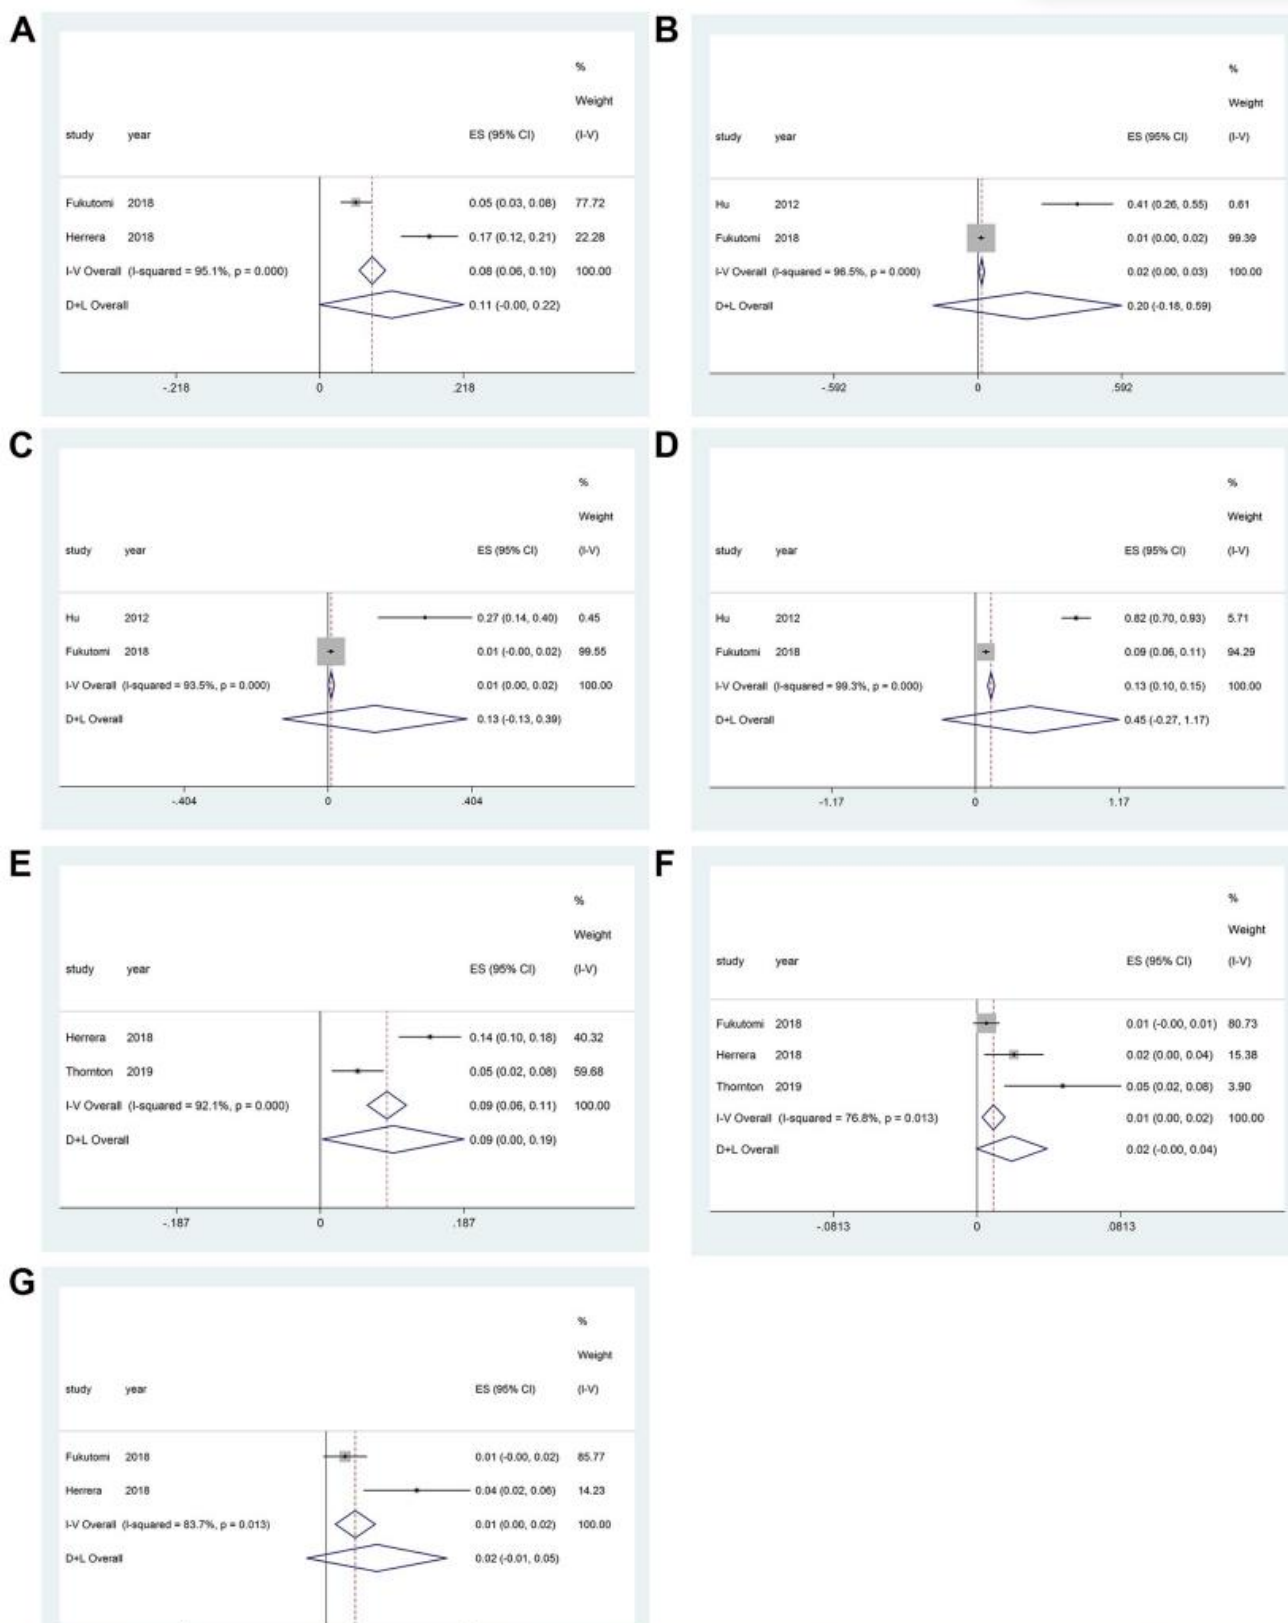 A
%
Weight
study year ES (95% CI) (I-V)
Fukutomi 2018 0.05 (0.03, 0.08) 77.72
Herrera 2018 0.17 (0.12, 0.21) 22.28
I-V Overall (I-squared = 95.1%, p = 0.000) 0.08 (0.06, 0.10) 100.00
D+L Overall 0.11 (-0.00, 0.22)
-.218 0 .218
B
%
Weight
study year ES (95% CI) (I-V)
Hu 2012 0.41 (0.26, 0.55) 0.61
Fukutomi 2018 0.01 (0.00, 0.02) 99.39
I-V Overall (I-squared = 96.5%, p = 0.000) 0.02 (0.00, 0.03) 100.00
D+L Overall 0.20 (-0.18, 0.59)
-.592 0 .592
C
%
Weight
study year ES (95% CI) (I-V)
Hu 2012 0.27 (0.14, 0.40) 0.45
Fukutomi 2018 0.01 (-0.00, 0.02) 99.55
I-V Overall (I-squared = 93.5%, p = 0.000) 0.01 (0.00, 0.02) 100.00
D+L Overall 0.13 (-0.13, 0.39)
-.404 0 .404
D
%
Weight
study year ES (95% CI) (I-V)
Hu 2012 0.82 (0.70, 0.93) 5.71
Fukutomi 2018 0.09 (0.06, 0.11) 94.29
I-V Overall (I-squared = 99.3%, p = 0.000) 0.13 (0.10, 0.15) 100.00
D+L Overall 0.45 (-0.27, 1.17)
-1.17 0 1.17
E
%
Weight
study year ES (95% CI) (I-V)
Herrera 2018 0.14 (0.10, 0.18) 40.32
Thornton 2019 0.05 (0.02, 0.08) 59.68
I-V Overall (I-squared = 92.1%, p = 0.000) 0.09 (0.06, 0.11) 100.00
D+L Overall 0.09 (0.00, 0.19)
-.187 0 .187
F
%
Weight
study year ES (95% CI) (I-V)
Fukutomi 2018 0.01 (-0.00, 0.01) 80.73
Herrera 2018 0.02 (0.00, 0.04) 15.38
Thornton 2019 0.05 (0.02, 0.08) 3.90
I-V Overall (I-squared = 76.8%, p = 0.013) 0.01 (0.00, 0.02) 100.00
D+L Overall 0.02 (-0.00, 0.04)
-.0813 0 .0813
G
%
Weight
study year ES (95% CI) (I-V)
Fukutomi 2018 0.01 (-0.00, 0.02) 85.77
Herrera 2018 0.04 (0.02, 0.06) 14.23
I-V Overall (I-squared = 83.7%, p = 0.013) 0.01 (0.00, 0.02) 100.00
D+L Overall 0.02 (-0.01, 0.05)